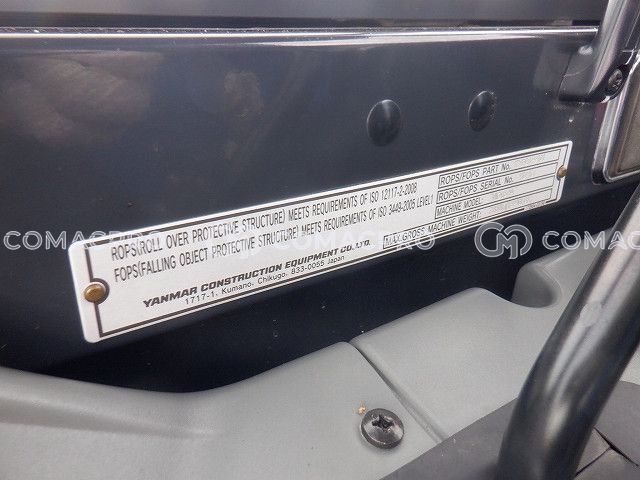 ROPS(ROLL OVER PROTECTIVE STRUCTURE) MEETS REQUIREMENTS OF ISO 12117-2-2008
FOPS(FALLING OBJECT PROTECTIVE STRUCTURE) MEETS REQUIREMENTS OF ISO 3449-2005 LEVEL I
YANMAR CONSTRUCTION EQUIPMENT CO., LTD.
1717-1, Kumano, Chikugo, 833-0055 Japan
ROPS/FOPS PART No.
ROPS/FOPS SERIAL No.
MACHINE MODEL
MAX.GROSS MACHINE WEIGHT
COMACPRO
COMACPRO